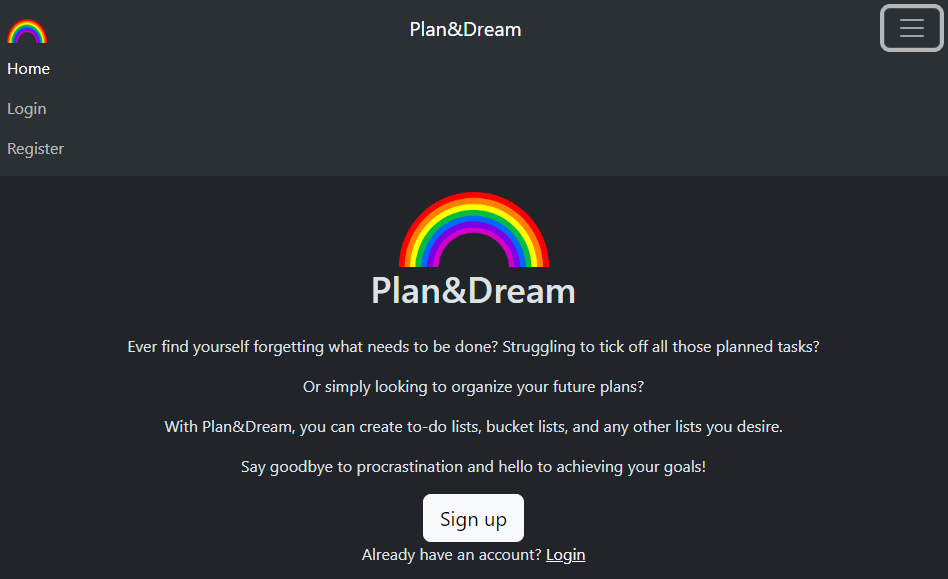 Plan&Dream
Home
Login
Register
Plan&Dream
Ever find yourself forgetting what needs to be done? Struggling to tick off all those planned tasks?
Or simply looking to organize your future plans?
With Plan&Dream, you can create to-do lists, bucket lists, and any other lists you desire.
Say goodbye to procrastination and hello to achieving your goals!
Sign up
Already have an account? Login